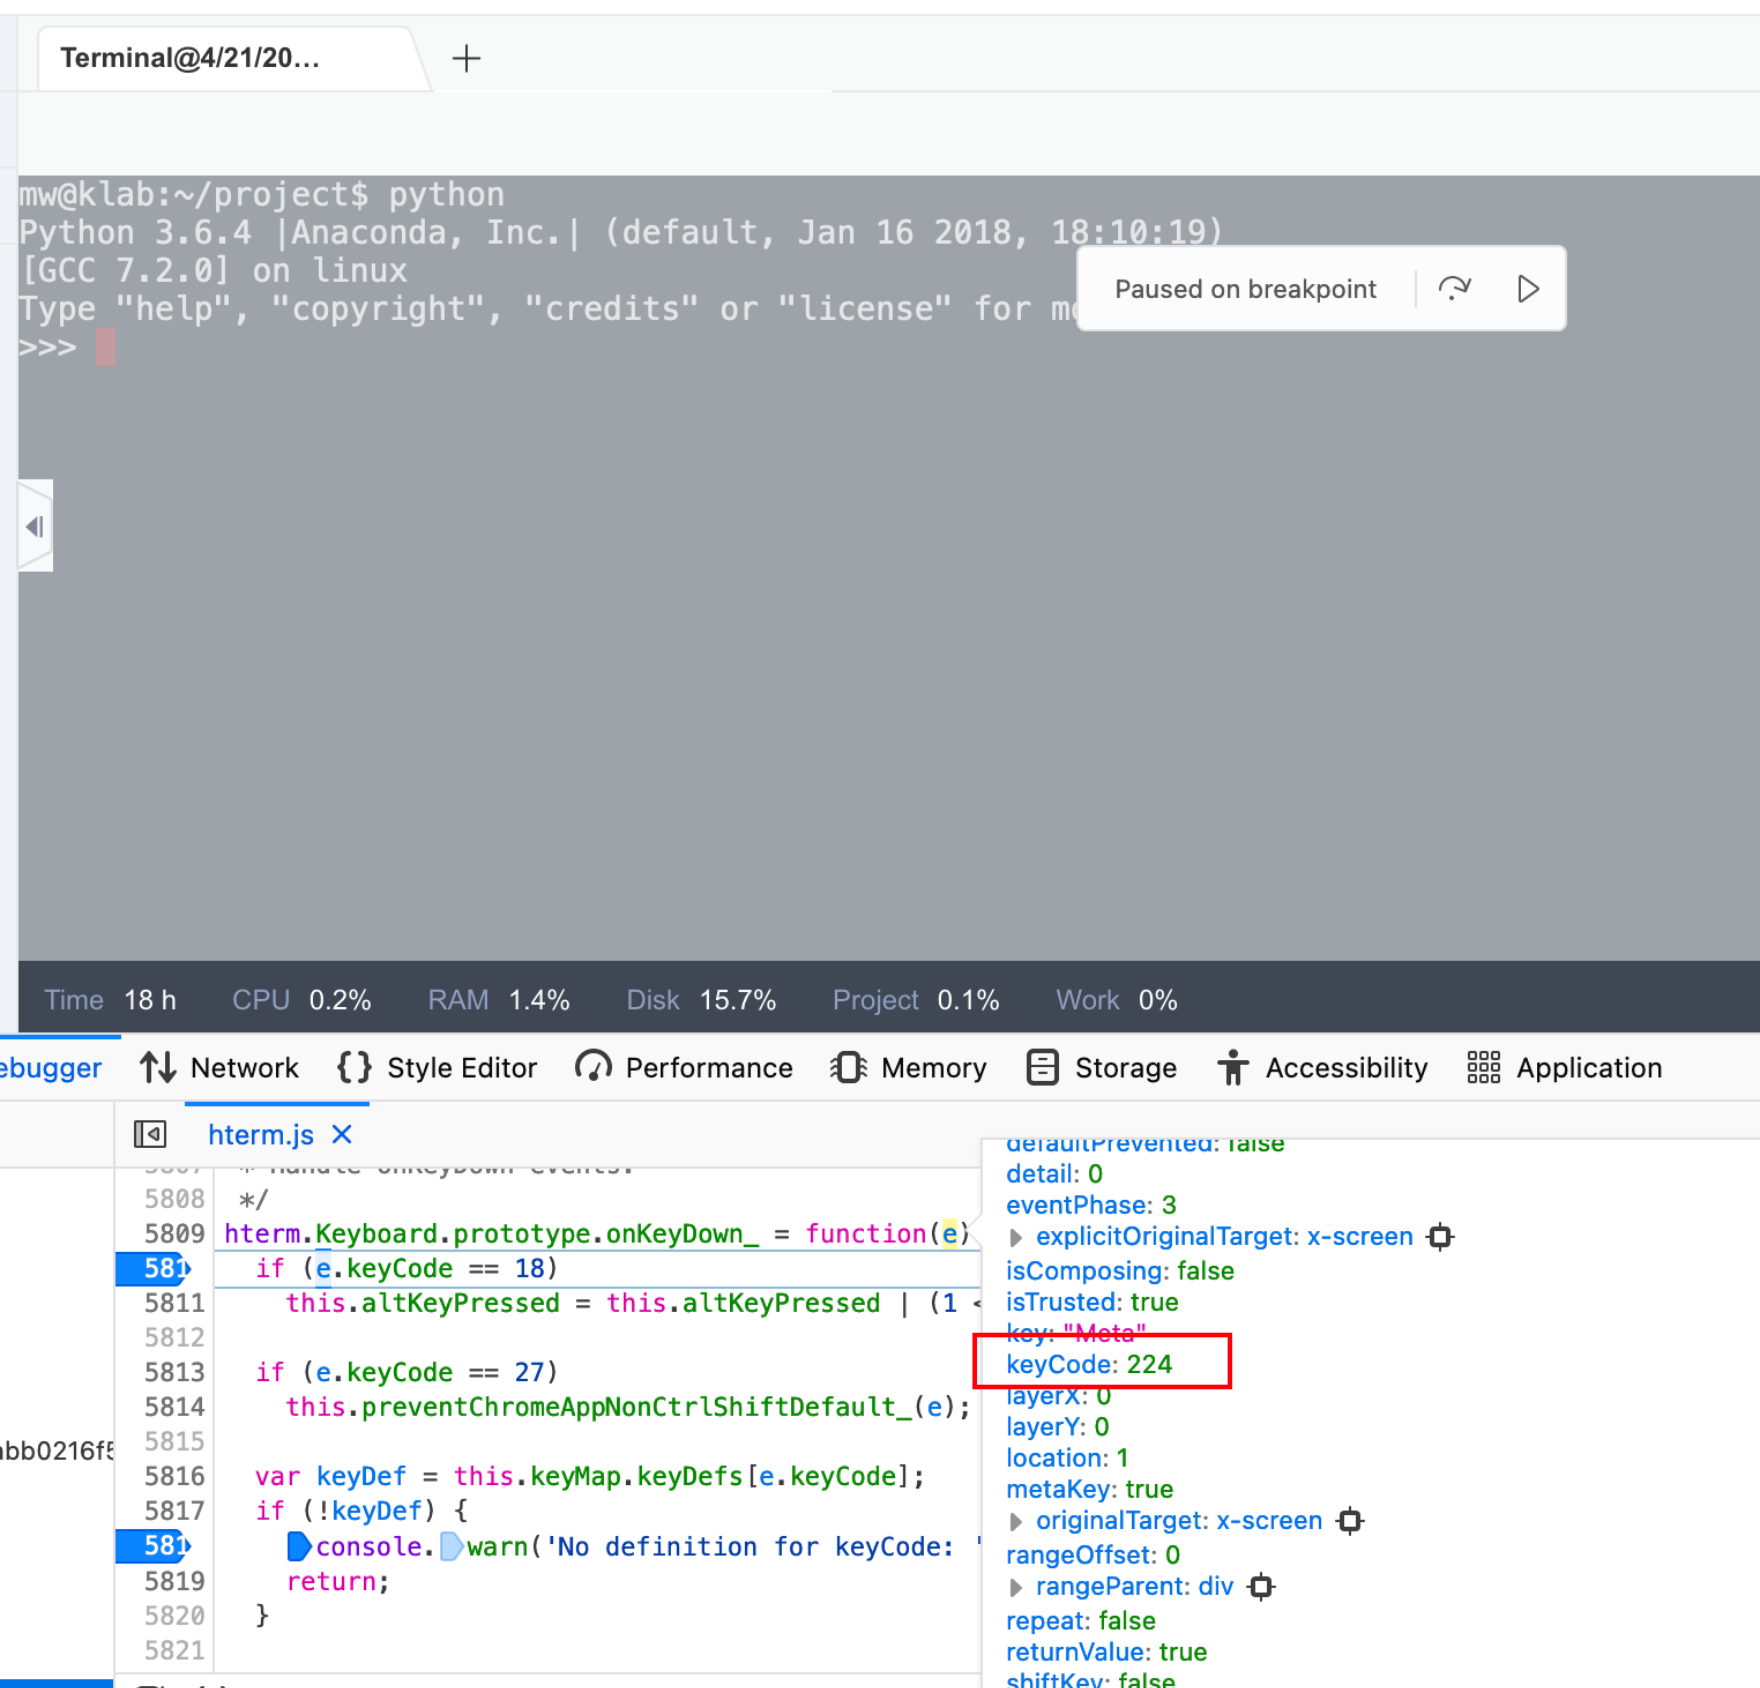 Terminal@4/21/20...
mw@klab:~/project$ python
Python 3.6.4 |Anaconda, Inc.| (default, Jan 16 2018, 18:10:19)
[GCC 7.2.0] on linux
Type "help", "copyright", "credits" or "license" for
>>>
Paused on breakpoint
Time 18 h CPU 0.2% RAM 1.4% Disk 15.7% Project 0.1% Work 0%
ebugger Network {} Style Editor Performance Memory Storage Accessibility Application
hterm.js ×
5807 * Handle onKeyDown events.
5808 */
5809 hterm.Keyboard.prototype.onKeyDown_ = function(e)
581 if (e.keyCode == 18)
5811 this.altKeyPressed = this.altKeyPressed | (1 <
5812
5813 if (e.keyCode == 27)
5814 this.preventChromeAppNonCtrlShiftDefault_(e);
5815
5816 var keyDef = this.keyMap.keyDefs[e.keyCode];
5817 if (!keyDef) {
581 console.warn('No definition for keyCode: '
5819 return;
5820 }
5821
bb0216f5
defaultPrevented: false
detail: 0
eventPhase: 3
explicitOriginalTarget: x-screen
isComposing: false
isTrusted: true
key: "Meta"
keyCode: 224
layerX: 0
layerY: 0
location: 1
metaKey: true
originalTarget: x-screen
rangeOffset: 0
rangeParent: div
repeat: false
returnValue: true
shiftKey: false